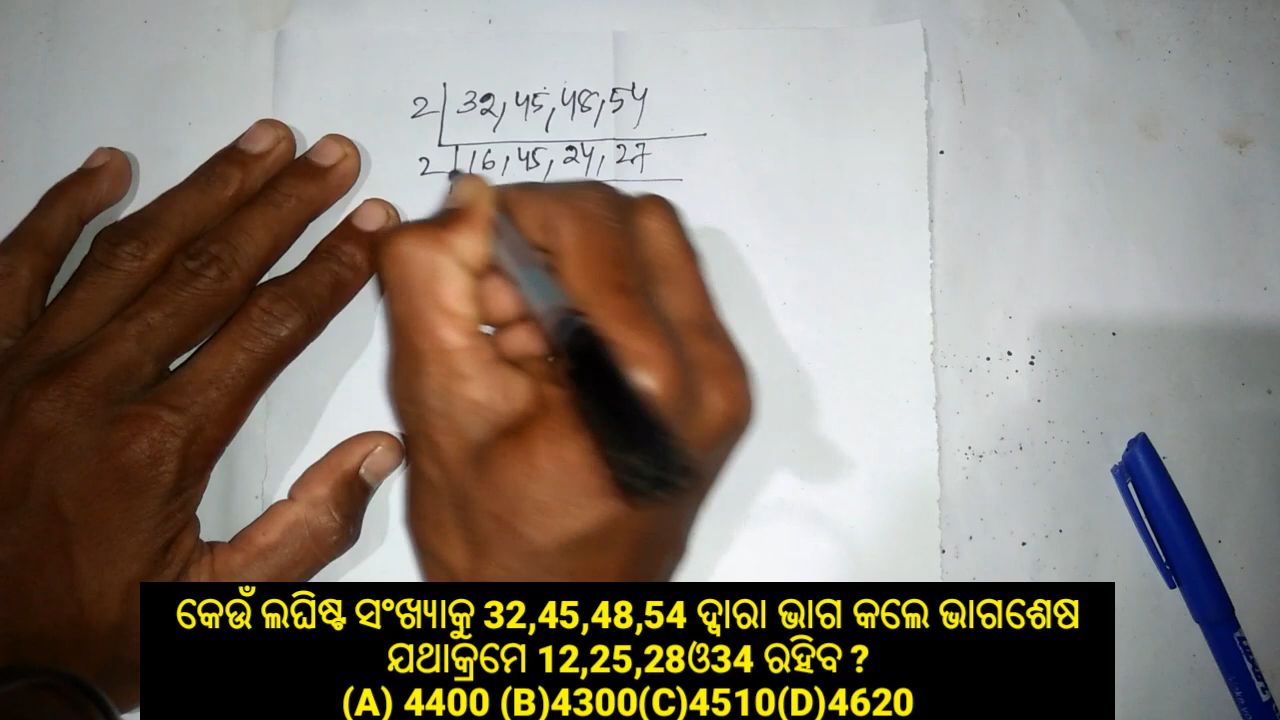 2 32, 45, 48, 54
2 16, 45, 24, 27
କେଉଁ ଲଘିଷ୍ଟ ସଂଖ୍ୟାକୁ 32,45,48,54 ଦ୍ଵାରା ଭାଗ କଲେ ଭାଗଶେଷ
ଯଥାକ୍ରମେ 12,25,28ଓ34 ରହିବ ?
(A) 4400 (B)4300(C)4510(D)4620